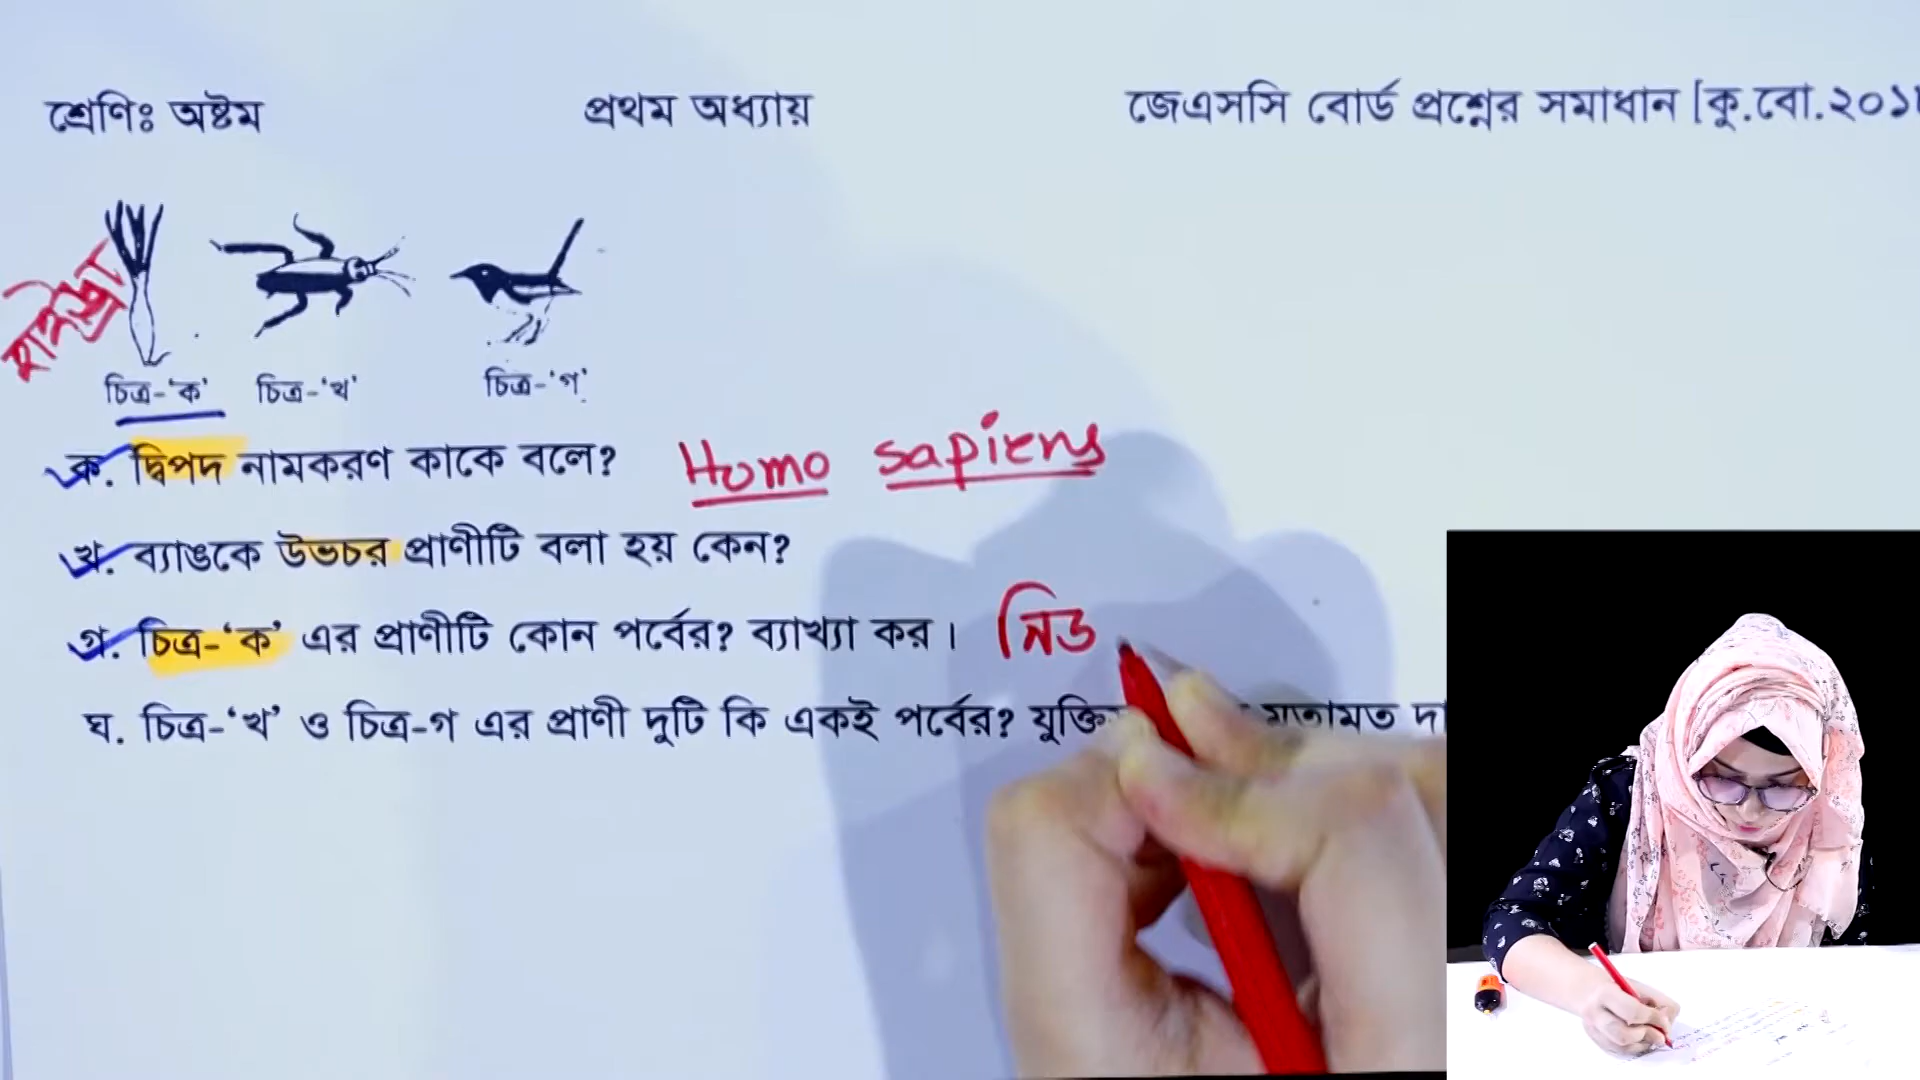 শ্রেণিঃ অষ্টম প্রথম অধ্যায় জেএসসি বোর্ড প্রশ্নের সমাধান [কু.বো.২০১
হাইড্রা
চিত্র-‘ক’ চিত্র-‘খ’ চিত্র-‘গ’
ক. দ্বিপদ নামকরণ কাকে বলে? Homo sapiens
খ. ব্যাঙকে উভচর প্রাণীটি বলা হয় কেন?
গ. চিত্র-‘ক’ এর প্রাণীটি কোন পর্বের? ব্যাখ্যা কর। নিড
ঘ. চিত্র-‘খ’ ও চিত্র-গ এর প্রাণী দুটি কি একই পর্বের? মতামত